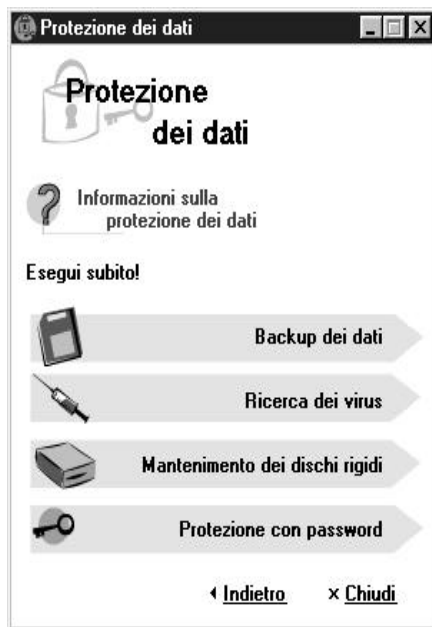 Protezione dei dati
Protezione
dei dati
Informazioni sulla
protezione dei dati
Esegui subito!
Backup dei dati
Ricerca dei virus
Mantenimento dei dischi rigidi
Protezione con password
Indietro
Chiudi